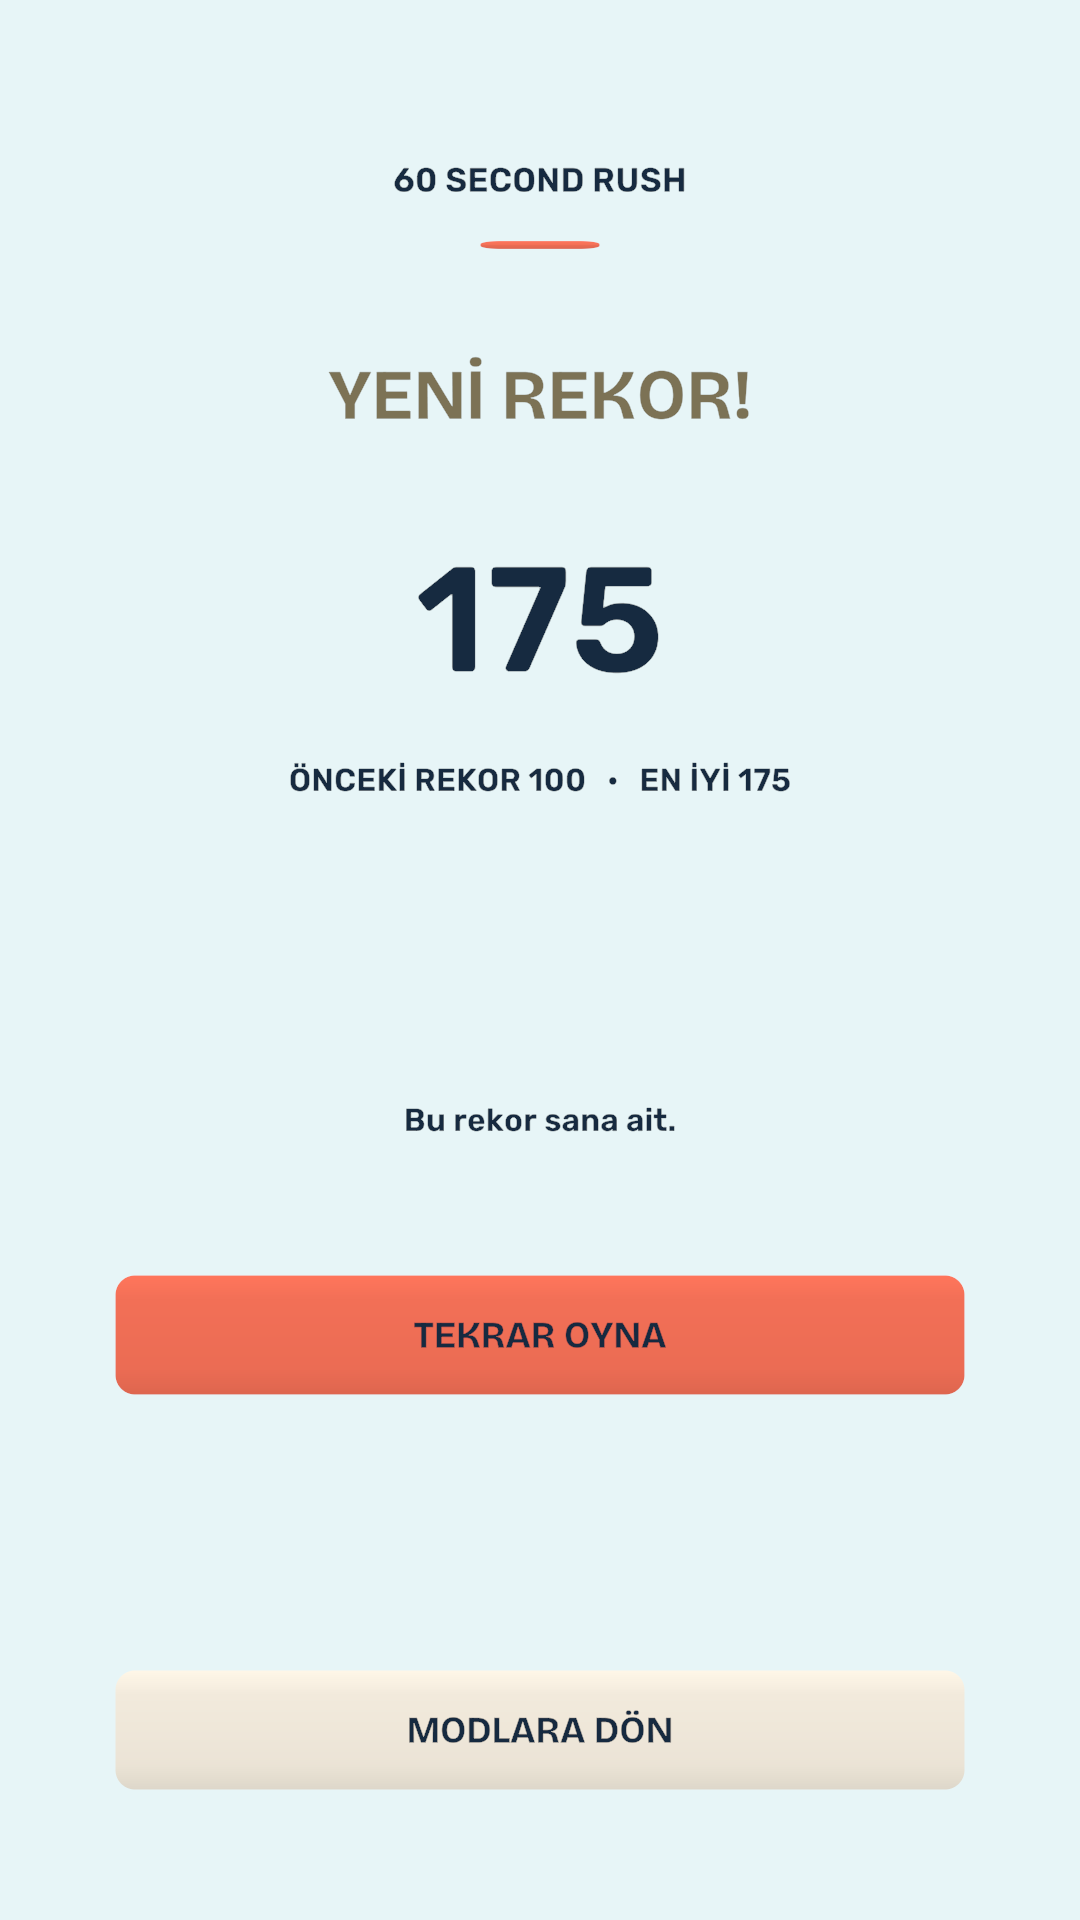 60 SECOND RUSH
YENİ REKOR!
175
ÖNCEKİ REKOR 100 • EN İYİ 175
Bu rekor sana ait.
TEKRAR OYNA
MODLARA DÖN